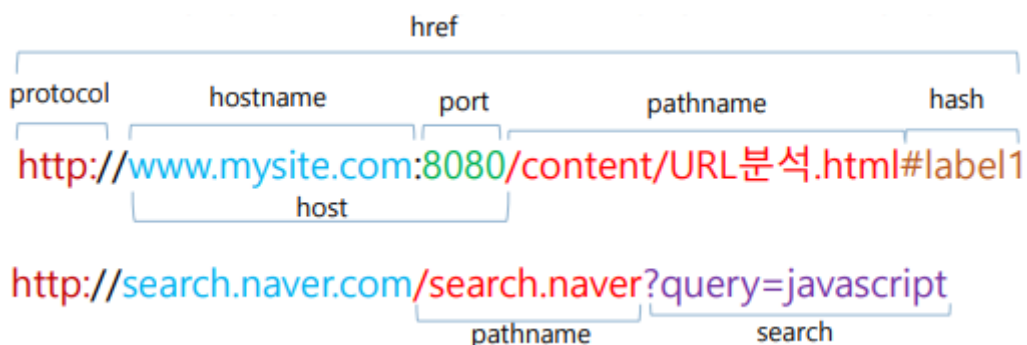 href
protocol hostname port pathname hash
http://www.mysite.com:8080/content/URL분석.html#label1
host
http://search.naver.com/search.naver?query=javascript
pathname search